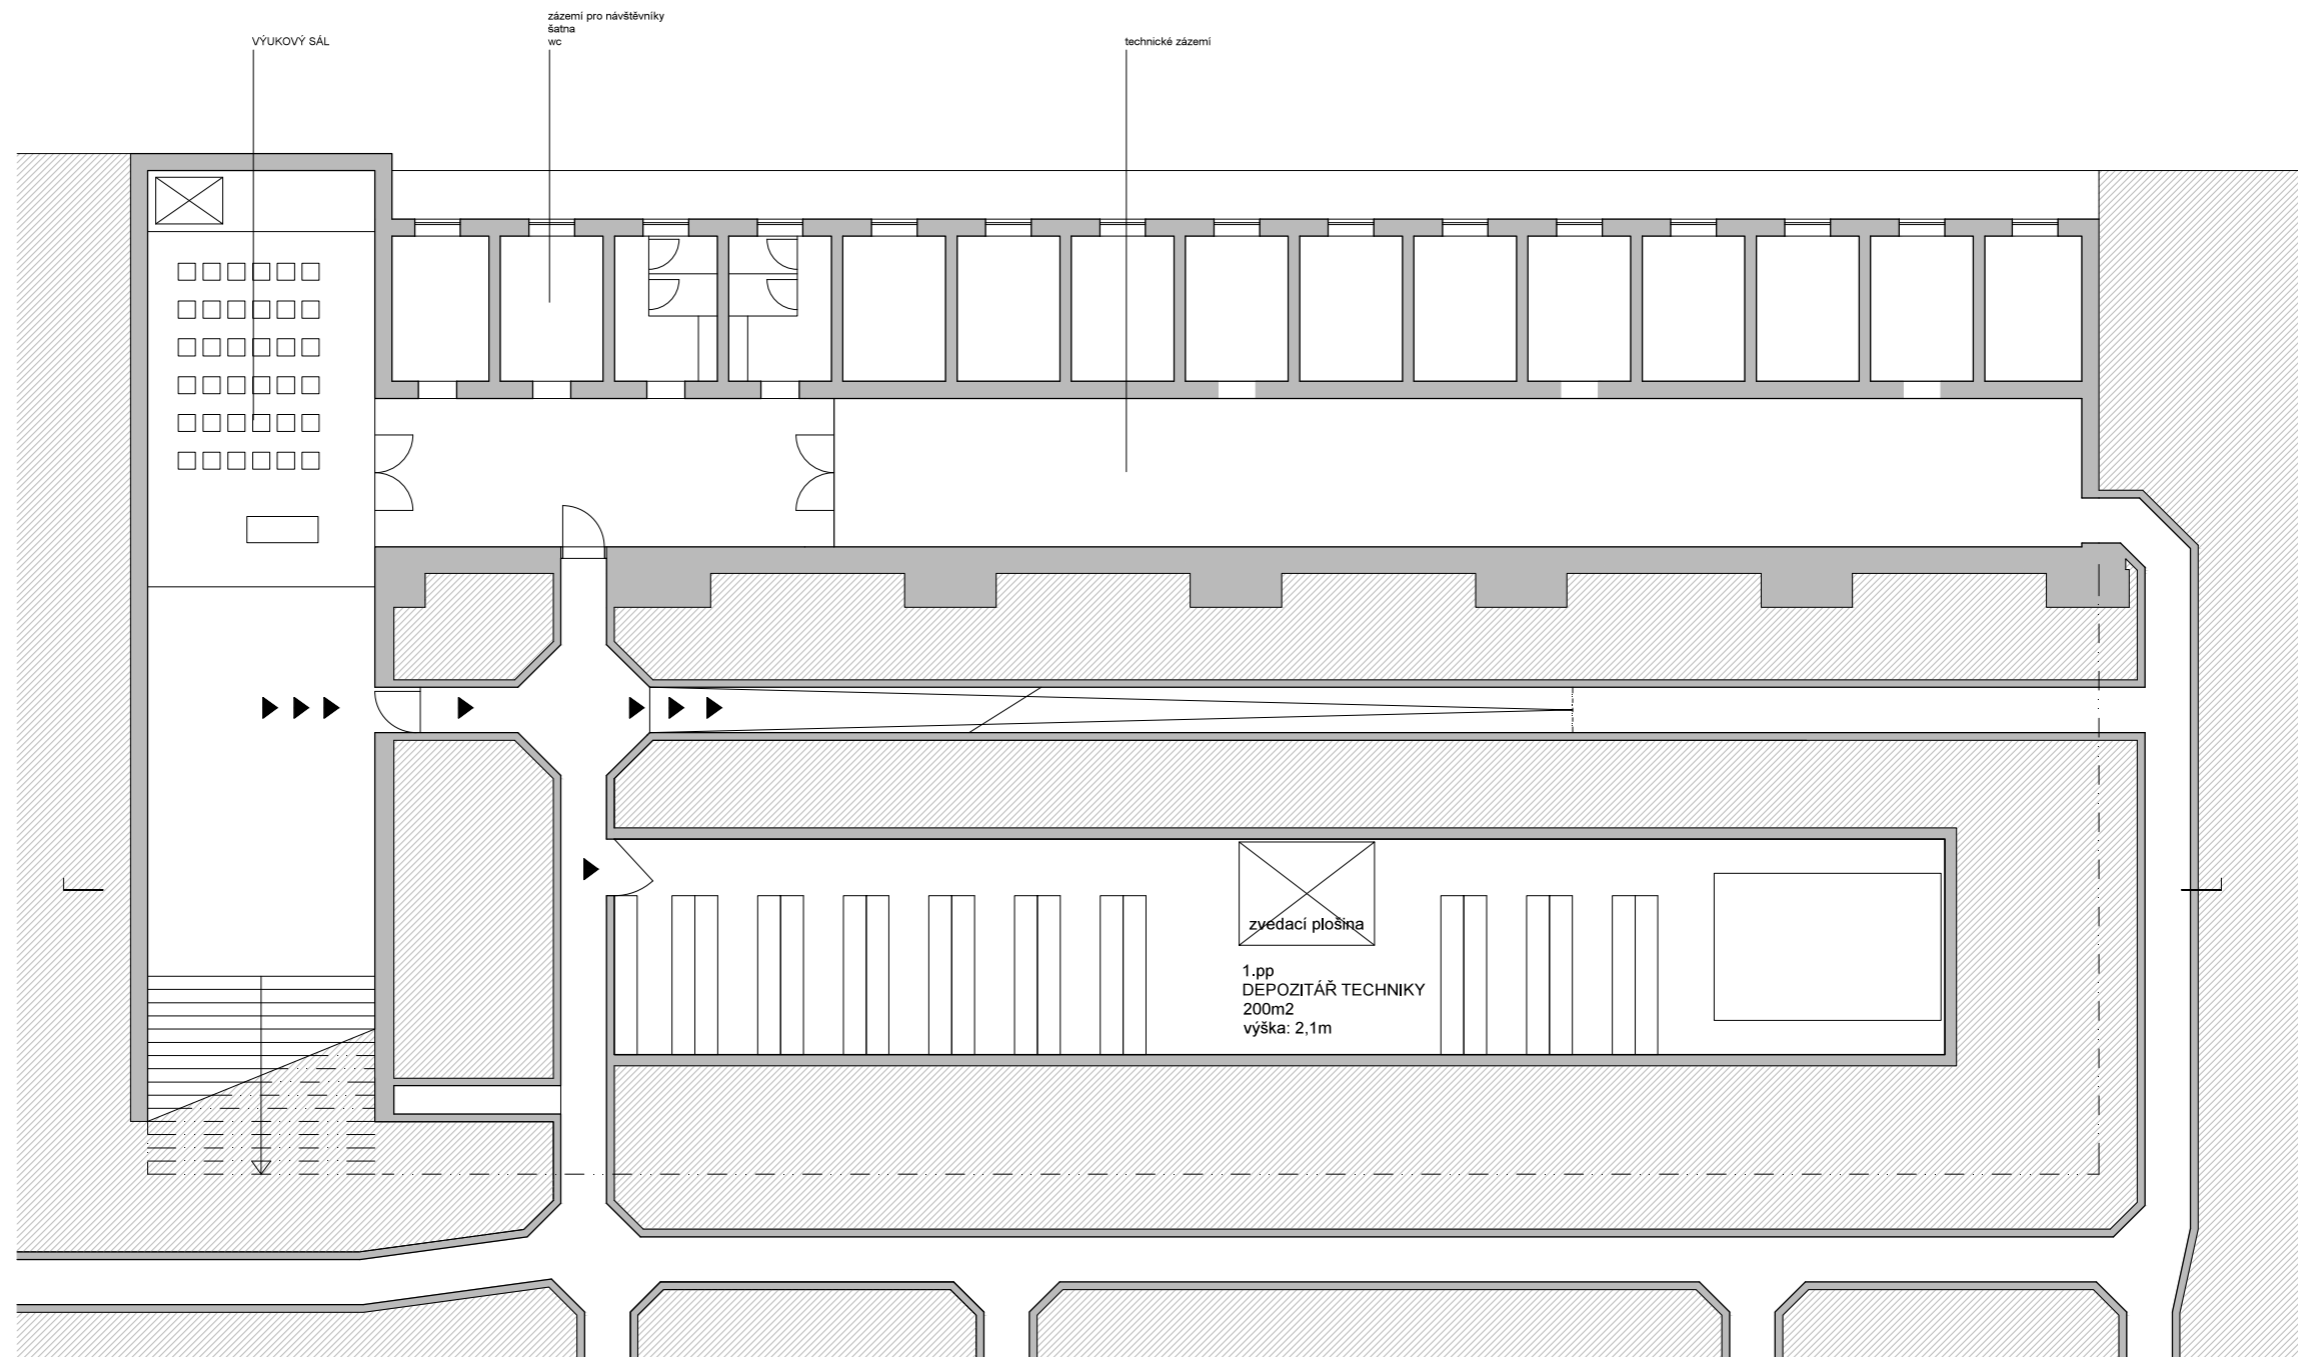 zázemí pro návštěvníky
šatna
wc
VÝUKOVÝ SÁL
technické zázemí
zvedací plošina
1.pp
DEPOZITÁŘ TECHNIKY
200m2
výška: 2,1m